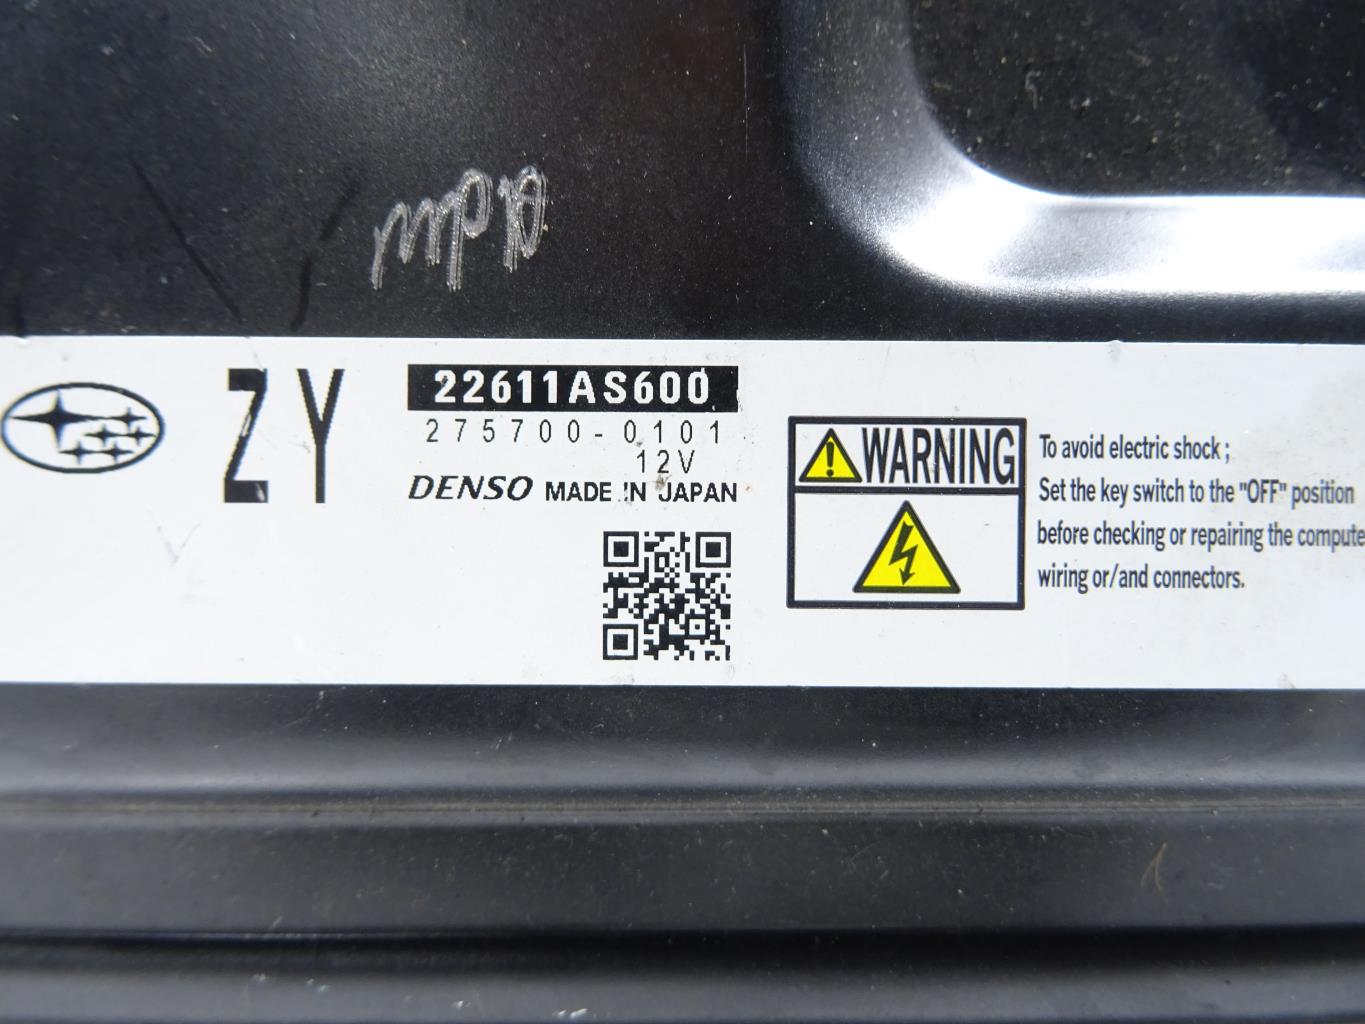 ZY
22611AS600
275700-0101
12V
DENSO MADE IN JAPAN
WARNING
To avoid electric shock ;
Set the key switch to the "OFF" position
before checking or repairing the compute
wiring or/and connectors.